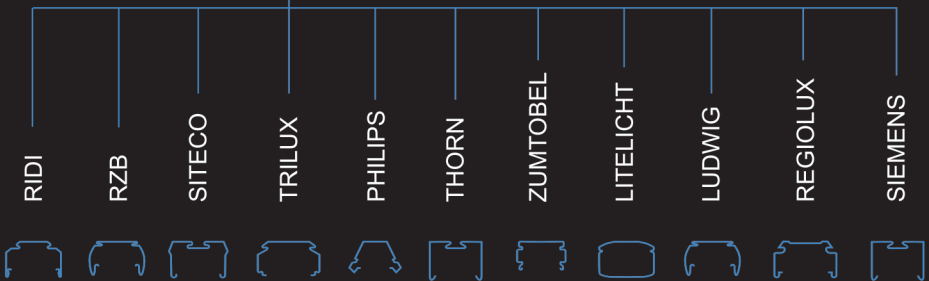 RIDI
RZB
SITECO
TRILUX
PHILIPS
THORN
ZUMTOBEL
LITELICHT
LUDWIG
REGIOLUX
SIEMENS